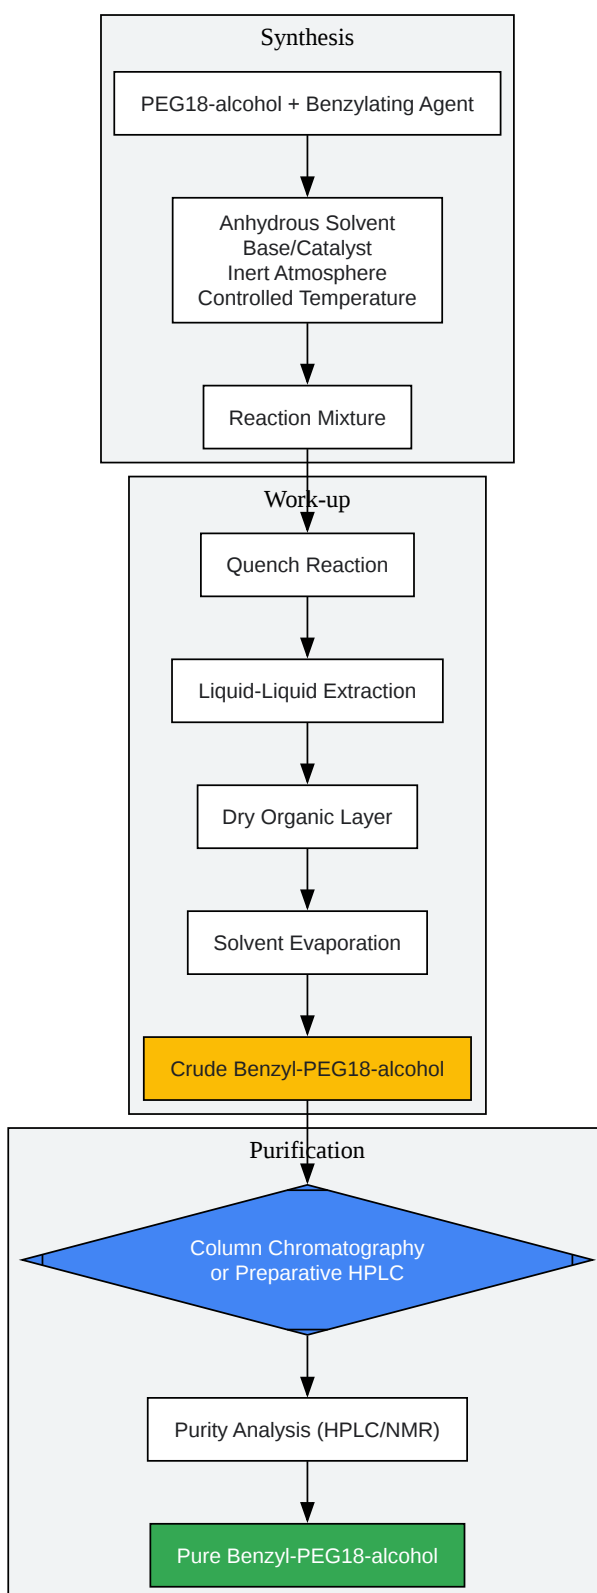 Synthesis
PEG18-alcohol + Benzylating Agent
Anhydrous Solvent
Base/Catalyst
Inert Atmosphere
Controlled Temperature
Reaction Mixture
Work-up
Quench Reaction
Liquid-Liquid Extraction
Dry Organic Layer
Solvent Evaporation
Crude Benzyl-PEG18-alcohol
Purification
Column Chromatography
or Preparative HPLC
Purity Analysis (HPLC/NMR)
Pure Benzyl-PEG18-alcohol